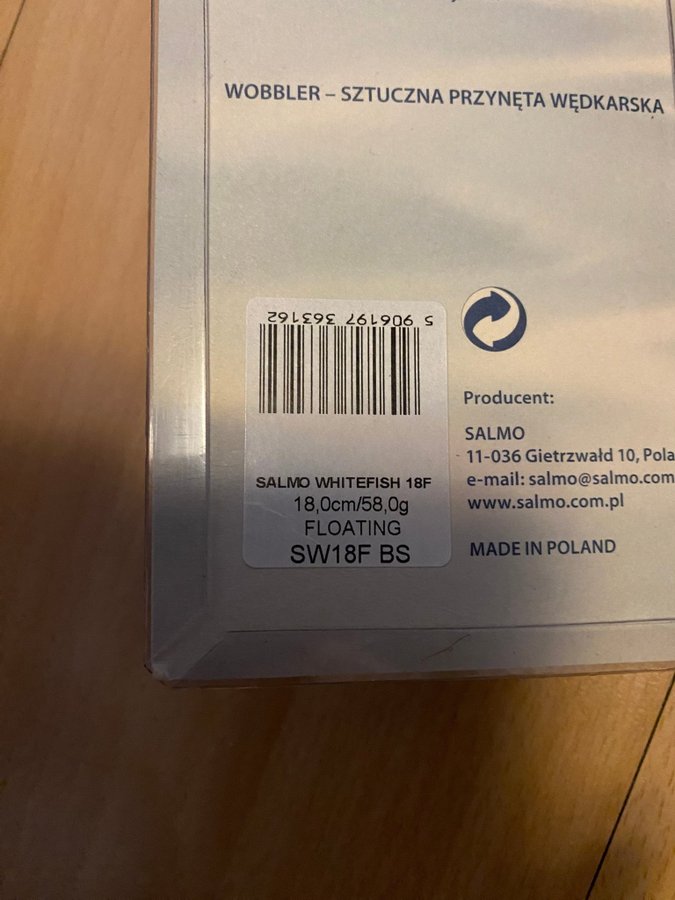 WOBBLER – SZTUCZNA PRZYNĘTA WĘDKARSKA
5 906197 363162
SALMO WHITEFISH 18F
18,0cm/58,0g
FLOATING
SW18F BS
Producent:
SALMO
11-036 Gietrzwałd 10, Pola
e-mail: salmo@salmo.com
www.salmo.com.pl
MADE IN POLAND